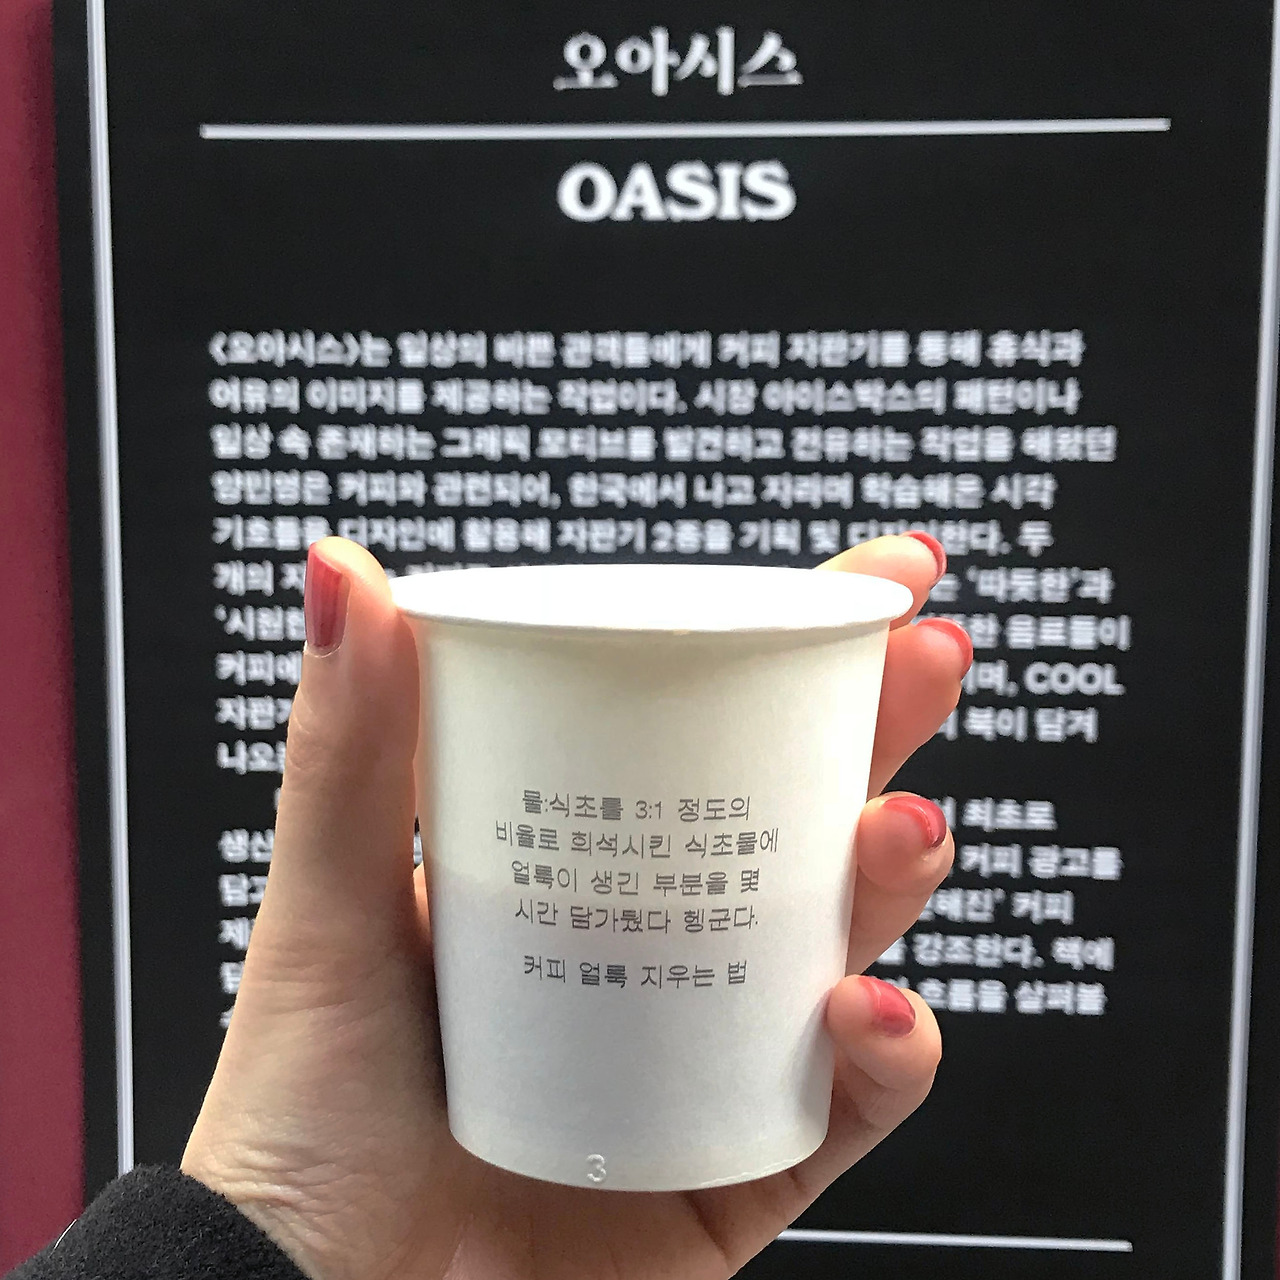 오아시스
OASIS
<오아시스>는 일상의 바쁜 관객들에게 커피 자판기를 통해 휴식과
여유의 이미지를 제공하는 작업이다. 시장 아이스박스의 패턴이나
일상 속 존재하는 그래픽 모티브를 발견하고 전유하는 작업을 해왔던
양민영은 커피와 관련되어, 한국에서 나고 자라며 학습해온 시각
기호들을 디자인에 활용해 자판기 2종을 기획 및 디자인한다. 두
개의 는 '따듯한'과
음료들이
커피에 COOL
북이 담겨
최초로
커피 광고를
커피
강조한다. 책에
흐름을 살펴볼
물:식초를 3:1 정도의
비율로 희석시킨 식초물에
얼룩이 생긴 부분을 몇
시간 담가뒀다 헹군다.
커피 얼룩 지우는 법
3